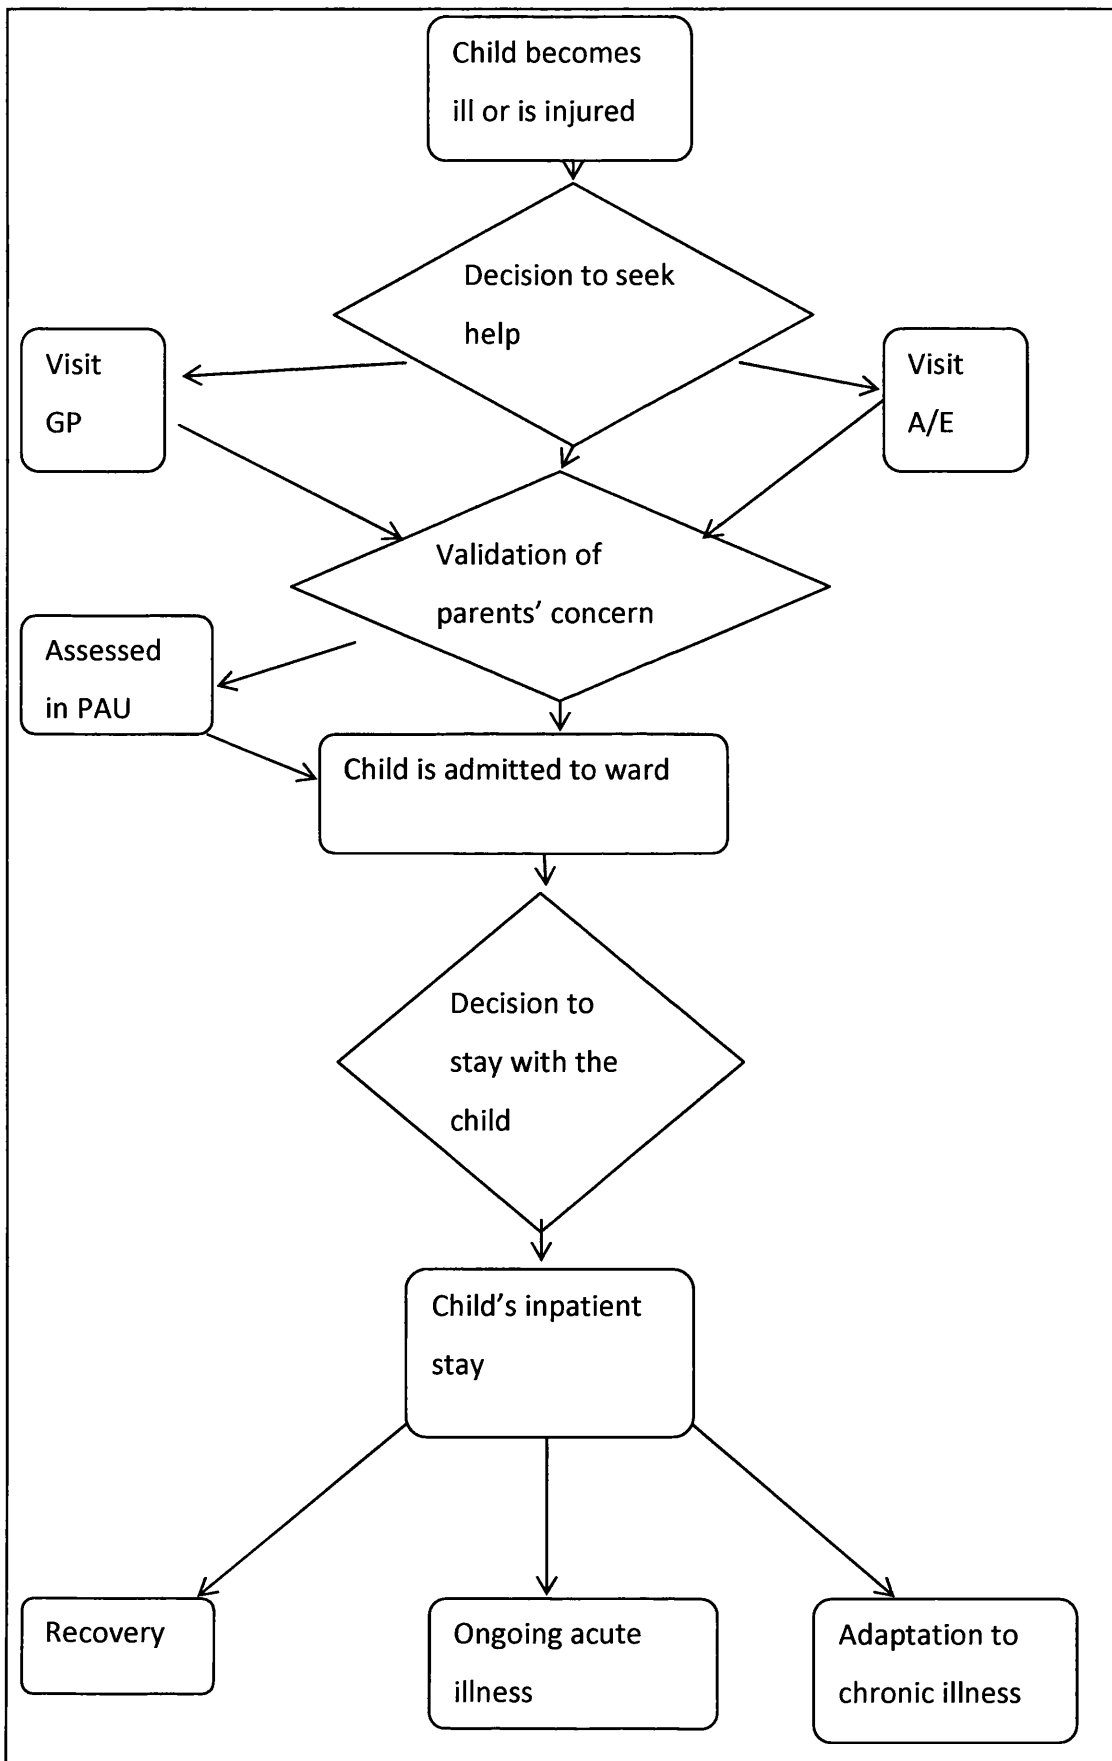 Child becomes
ill or is injured
Decision to seek
help
Visit
GP
Visit
A/E
Validation of
parents' concern
Assessed
in PAU
Child is admitted to ward
Decision to
stay with the
child
Child's inpatient
stay
Recovery
Ongoing acute
illness
Adaptation to
chronic illness